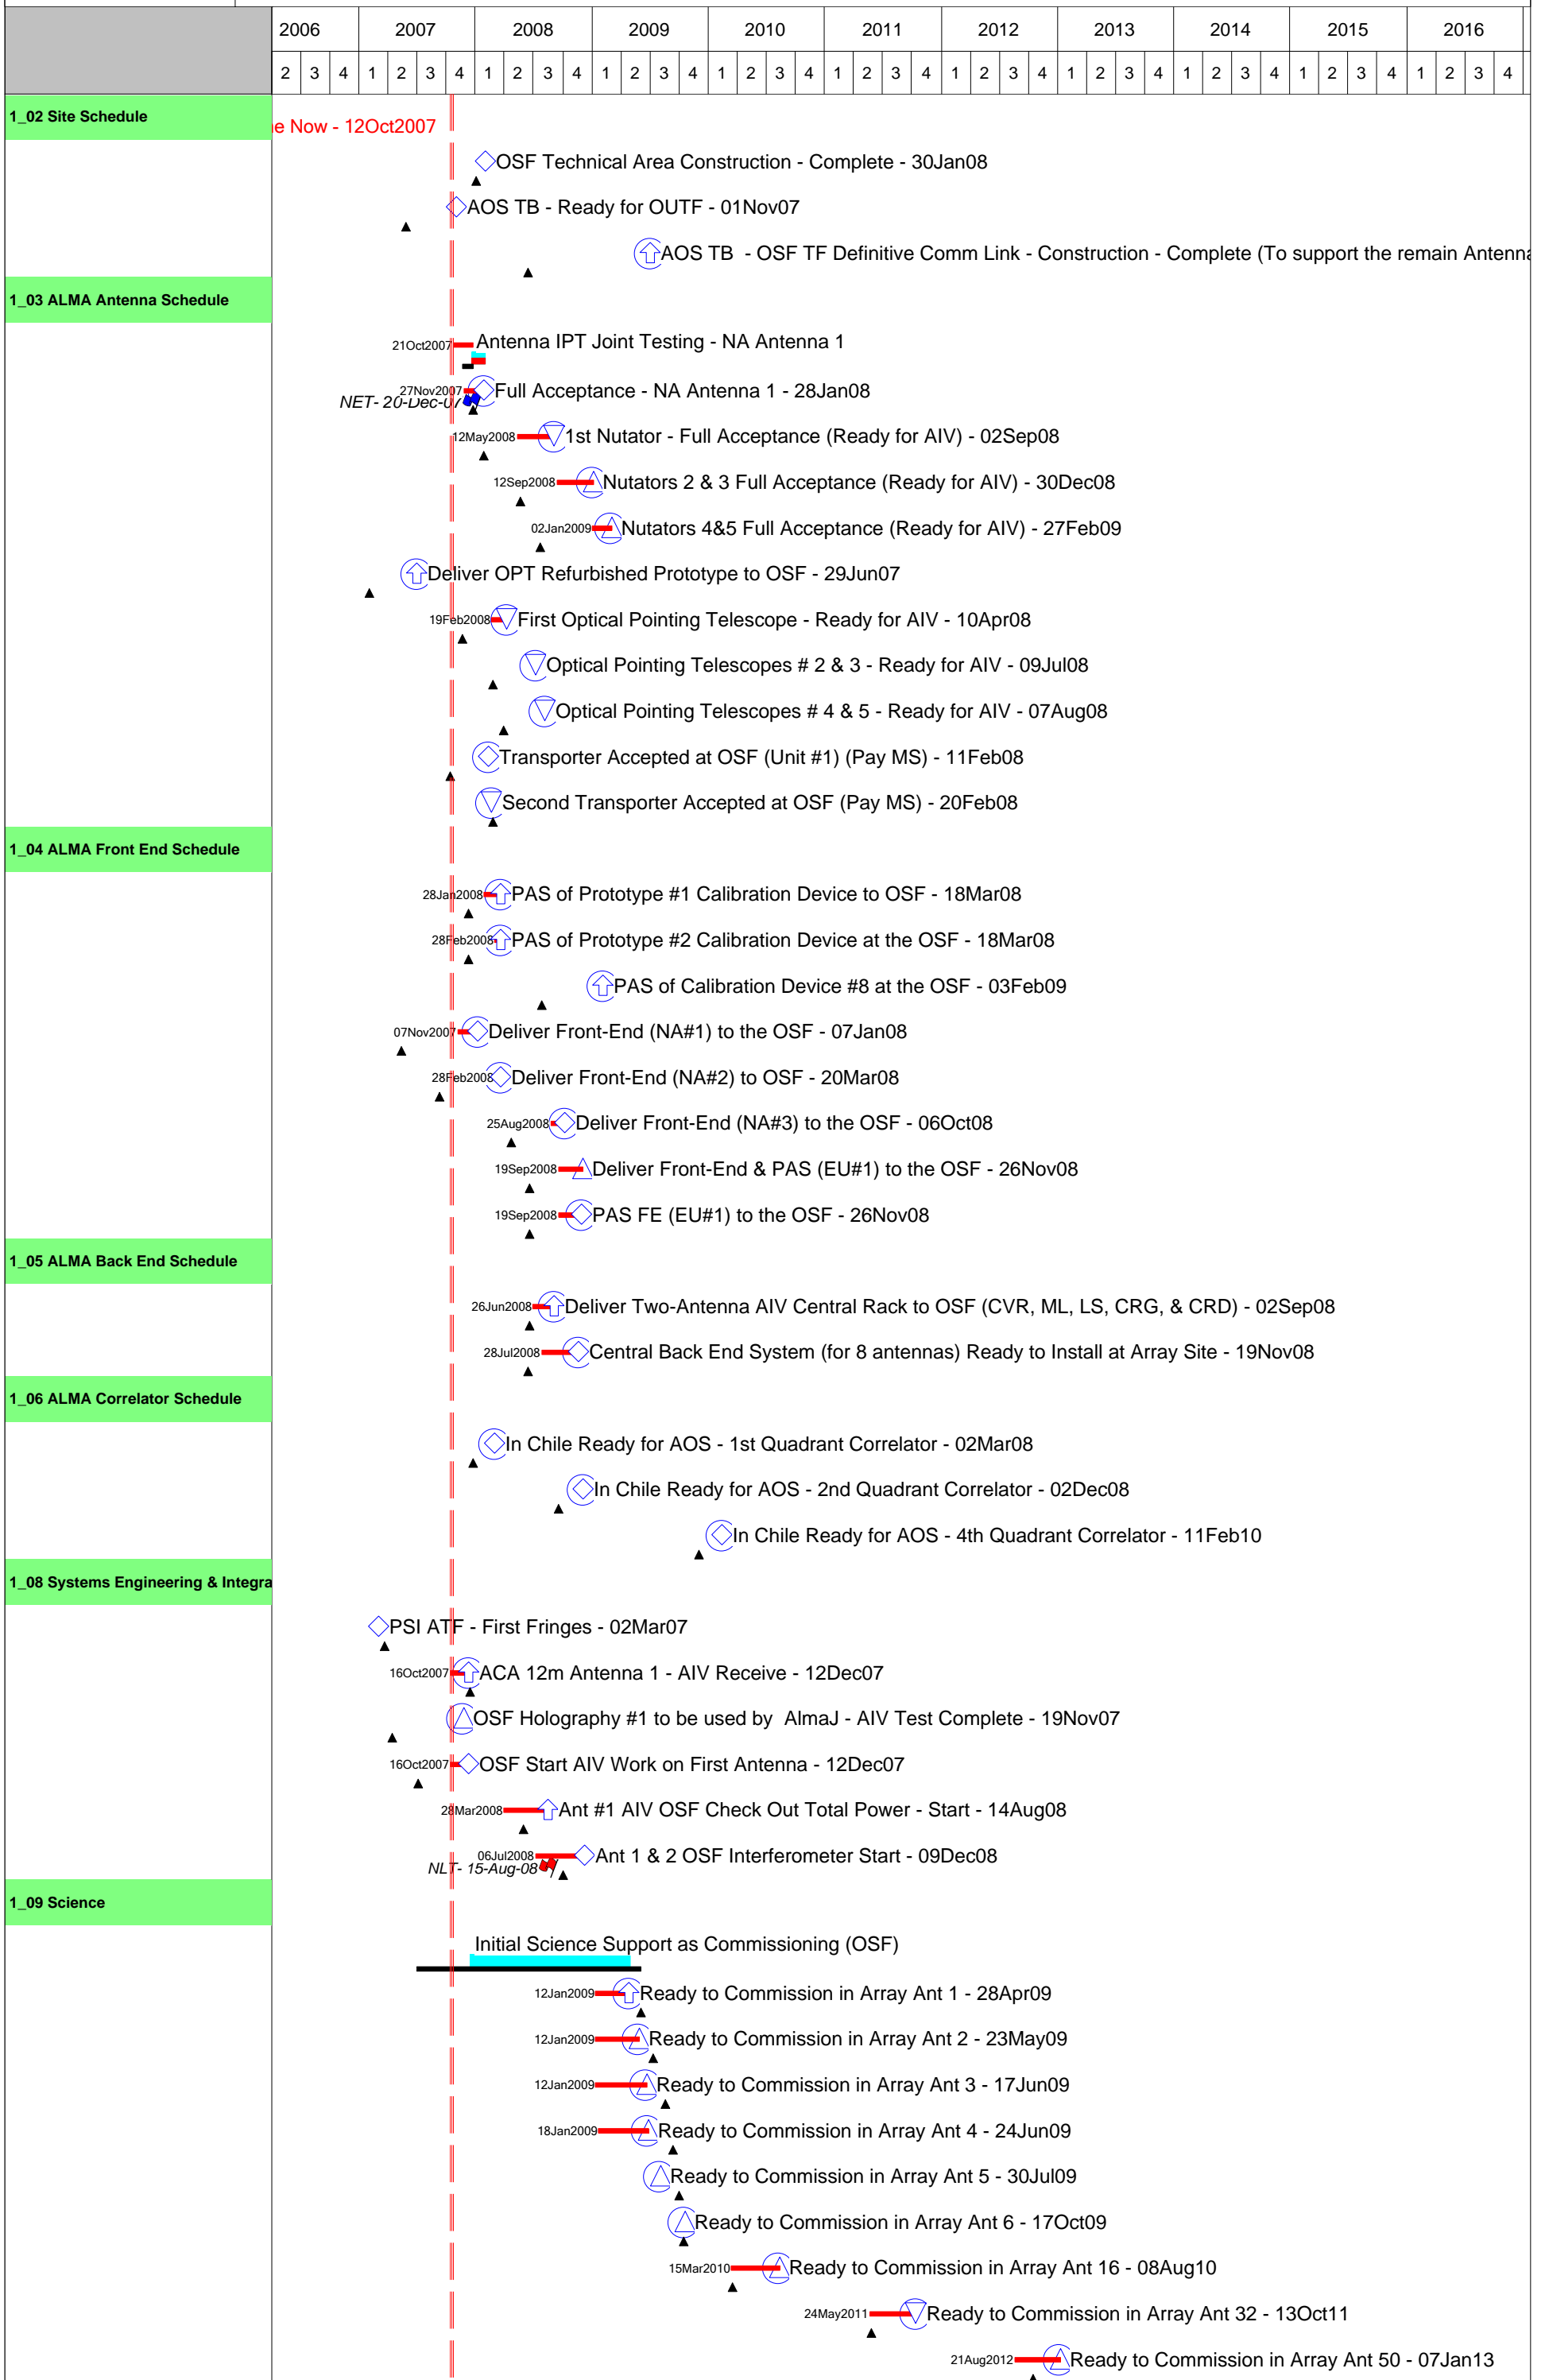 2006 2007 2008 2009 2010 2011 2012 2013 2014 2015 2016
2 3 4 1 2 3 4 1 2 3 4 1 2 3 4 1 2 3 4 1 2 3 4 1 2 3 4 1 2 3 4 1 2 3 4 1 2 3 4 1 2 3 4
1_02 Site Schedule
e Now - 12Oct2007
OSF Technical Area Construction - Complete - 30Jan08
AOS TB - Ready for OUTF - 01Nov07
AOS TB - OSF TF Definitive Comm Link - Construction - Complete (To support the remain Antenna
1_03 ALMA Antenna Schedule
21Oct2007 Antenna IPT Joint Testing - NA Antenna 1
27Nov2007 Full Acceptance - NA Antenna 1 - 28Jan08
NET- 20-Dec-07
12May2008 1st Nutator - Full Acceptance (Ready for AIV) - 02Sep08
12Sep2008 Nutators 2 & 3 Full Acceptance (Ready for AIV) - 30Dec08
02Jan2009 Nutators 4&5 Full Acceptance (Ready for AIV) - 27Feb09
Deliver OPT Refurbished Prototype to OSF - 29Jun07
19Feb2008 First Optical Pointing Telescope - Ready for AIV - 10Apr08
Optical Pointing Telescopes # 2 & 3 - Ready for AIV - 09Jul08
Optical Pointing Telescopes # 4 & 5 - Ready for AIV - 07Aug08
Transporter Accepted at OSF (Unit #1) (Pay MS) - 11Feb08
Second Transporter Accepted at OSF (Pay MS) - 20Feb08
1_04 ALMA Front End Schedule
28Jan2008 PAS of Prototype #1 Calibration Device to OSF - 18Mar08
28Feb2008 PAS of Prototype #2 Calibration Device at the OSF - 18Mar08
PAS of Calibration Device #8 at the OSF - 03Feb09
07Nov2007 Deliver Front-End (NA#1) to the OSF - 07Jan08
28Feb2008 Deliver Front-End (NA#2) to OSF - 20Mar08
25Aug2008 Deliver Front-End (NA#3) to the OSF - 06Oct08
19Sep2008 Deliver Front-End & PAS (EU#1) to the OSF - 26Nov08
19Sep2008 PAS FE (EU#1) to the OSF - 26Nov08
1_05 ALMA Back End Schedule
26Jun2008 Deliver Two-Antenna AIV Central Rack to OSF (CVR, ML, LS, CRG, & CRD) - 02Sep08
28Jul2008 Central Back End System (for 8 antennas) Ready to Install at Array Site - 19Nov08
1_06 ALMA Correlator Schedule
In Chile Ready for AOS - 1st Quadrant Correlator - 02Mar08
In Chile Ready for AOS - 2nd Quadrant Correlator - 02Dec08
In Chile Ready for AOS - 4th Quadrant Correlator - 11Feb10
1_08 Systems Engineering & Integra
PSI ATF - First Fringes - 02Mar07
16Oct2007 ACA 12m Antenna 1 - AIV Receive - 12Dec07
OSF Holography #1 to be used by AlmaJ - AIV Test Complete - 19Nov07
16Oct2007 OSF Start AIV Work on First Antenna - 12Dec07
28Mar2008 Ant #1 AIV OSF Check Out Total Power - Start - 14Aug08
06Jul2008 Ant 1 & 2 OSF Interferometer Start - 09Dec08
NLT- 15-Aug-08
1_09 Science
Initial Science Support as Commissioning (OSF)
12Jan2009 Ready to Commission in Array Ant 1 - 28Apr09
12Jan2009 Ready to Commission in Array Ant 2 - 23May09
12Jan2009 Ready to Commission in Array Ant 3 - 17Jun09
18Jan2009 Ready to Commission in Array Ant 4 - 24Jun09
Ready to Commission in Array Ant 5 - 30Jul09
Ready to Commission in Array Ant 6 - 17Oct09
15Mar2010 Ready to Commission in Array Ant 16 - 08Aug10
24May2011 Ready to Commission in Array Ant 32 - 13Oct11
21Aug2012 Ready to Commission in Array Ant 50 - 07Jan13